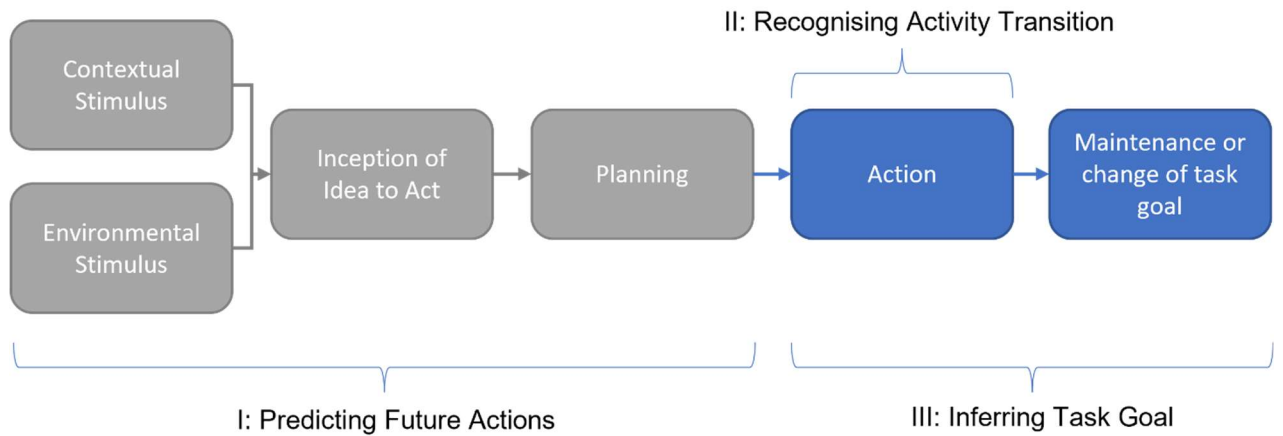 II: Recognising Activity Transition
Contextual
Stimulus
Environmental
Stimulus
Inception of
Idea to Act
Planning
Action
Maintenance or
change of task
goal
I: Predicting Future Actions
III: Inferring Task Goal